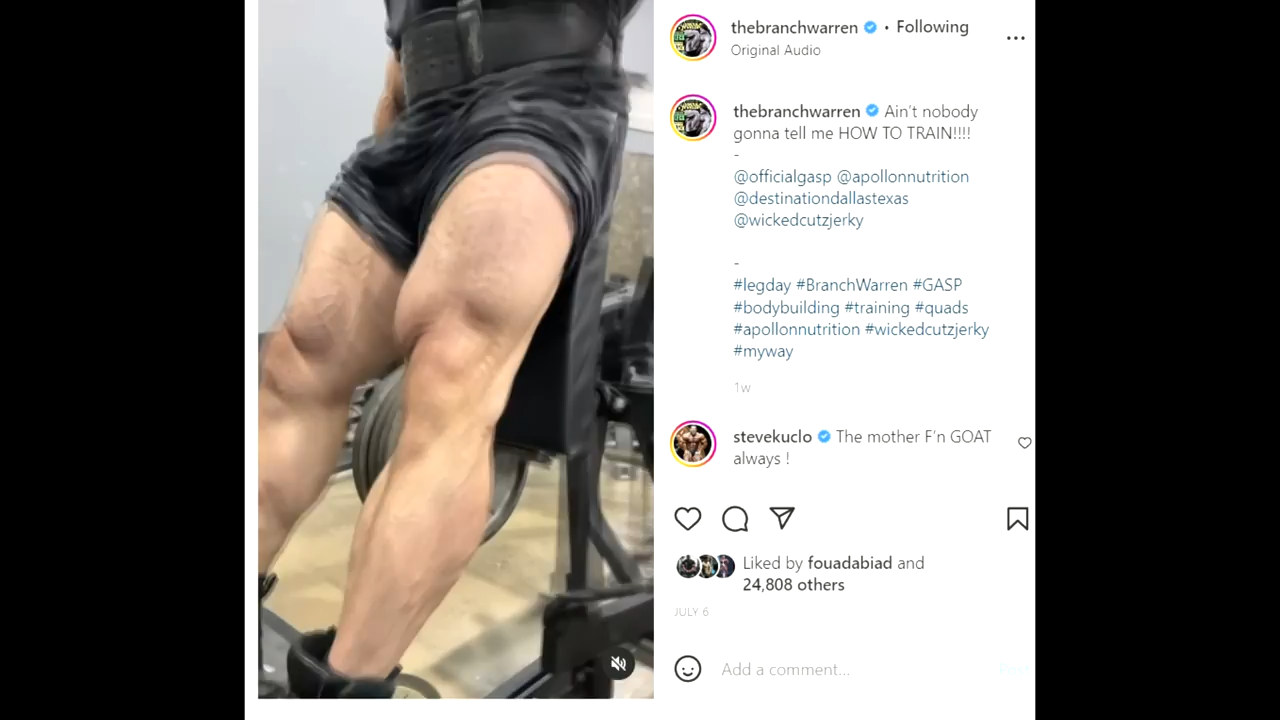 thebranchwarren • Following
Original Audio
thebranchwarren Ain't nobody
gonna tell me HOW TO TRAIN!!!!
-
@officialgasp @apollonnutrition
@destinationdallastexas
@wickedcutzjerky
-
#legday #BranchWarren #GASP
#bodybuilding #training #quads
#apollonnutrition #wickedcutzjerky
#myway
1w
stevekuclo The mother F'n GOAT
always !
Liked by fouadabiad and
24,808 others
JULY 6
Add a comment... Post